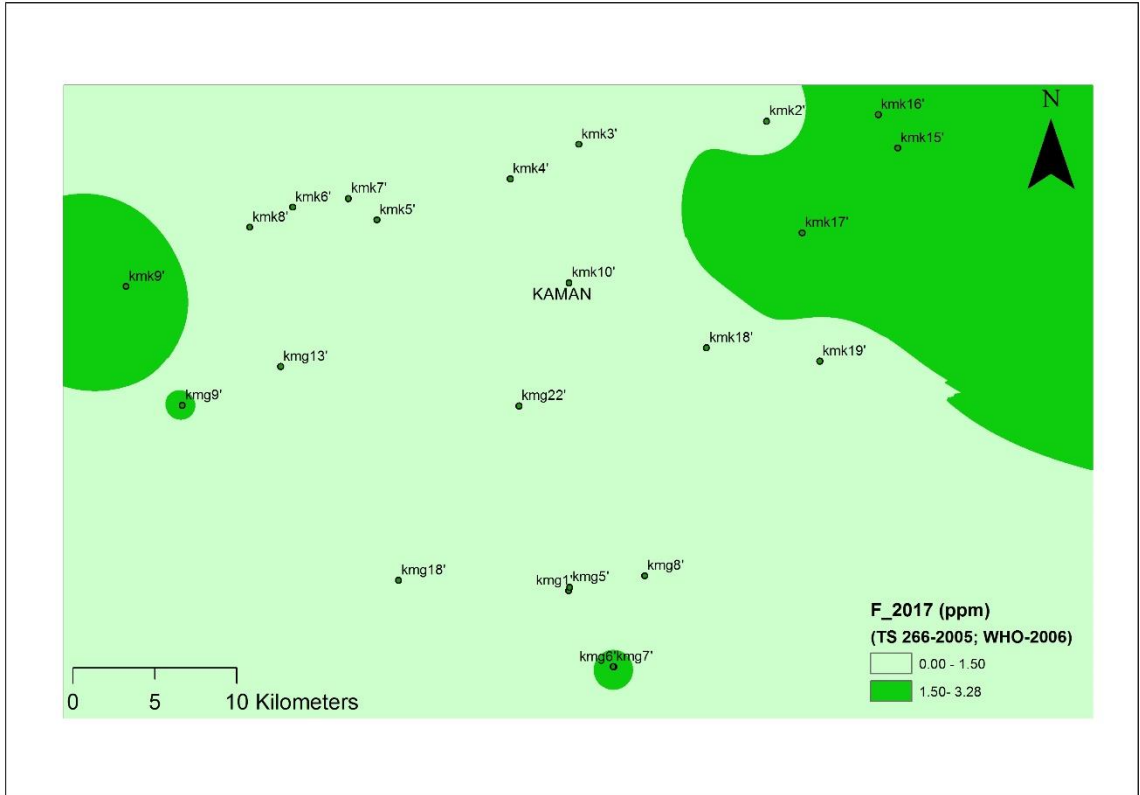 kmk2'
kmk16'
N
kmk3'
kmk15'
kmk4'
kmk7'
kmk6'
kmk5'
kmk8'
kmk17'
kmk9'
kmk10'
KAMAN
kmk18'
kmg13'
kmk19'
kmg9'
kmg22'
kmg18'
kmg1'
kmg5'
kmg8'
F_2017 (ppm)
(TS 266-2005; WHO-2006)
0.00 - 1.50
1.50- 3.28
kmg6'kmg7'
0 5 10 Kilometers